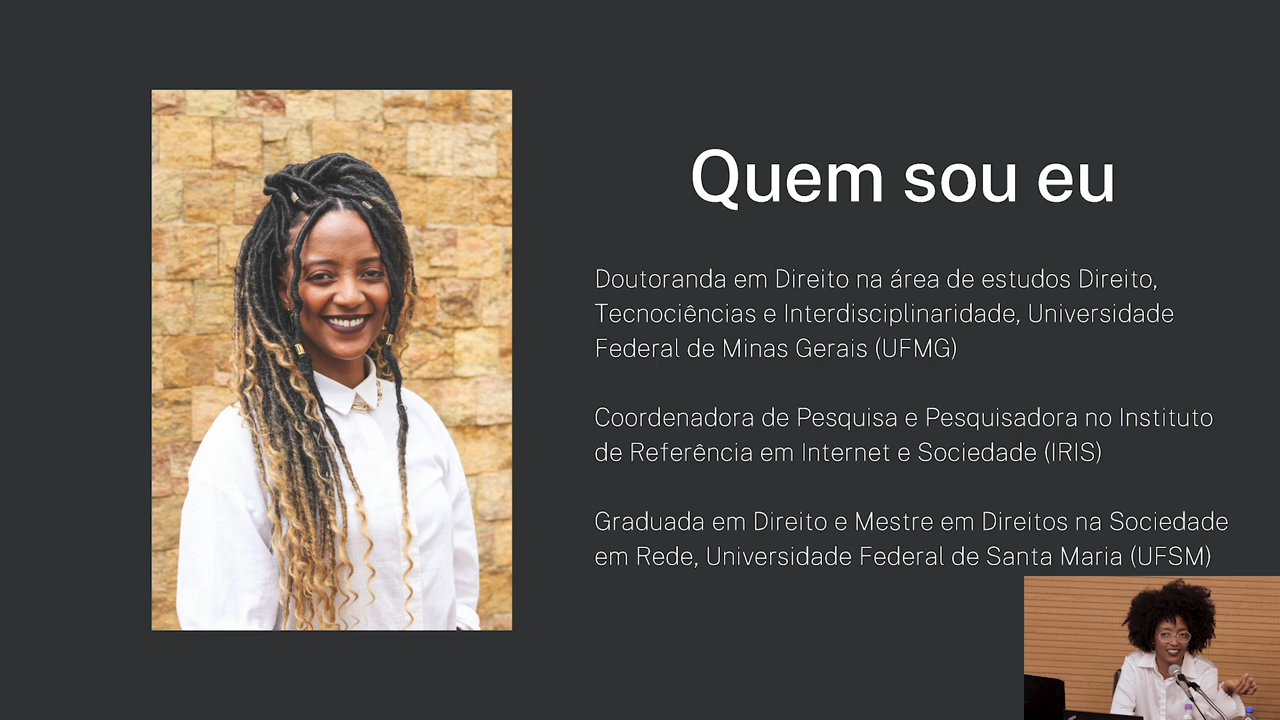 Quem sou eu
Doutoranda em Direito na área de estudos Direito,
Tecnociências e Interdisciplinaridade, Universidade
Federal de Minas Gerais (UFMG)
Coordenadora de Pesquisa e Pesquisadora no Instituto
de Referência em Internet e Sociedade (IRIS)
Graduada em Direito e Mestre em Direitos na Sociedade
em Rede, Universidade Federal de Santa Maria (UFSM)